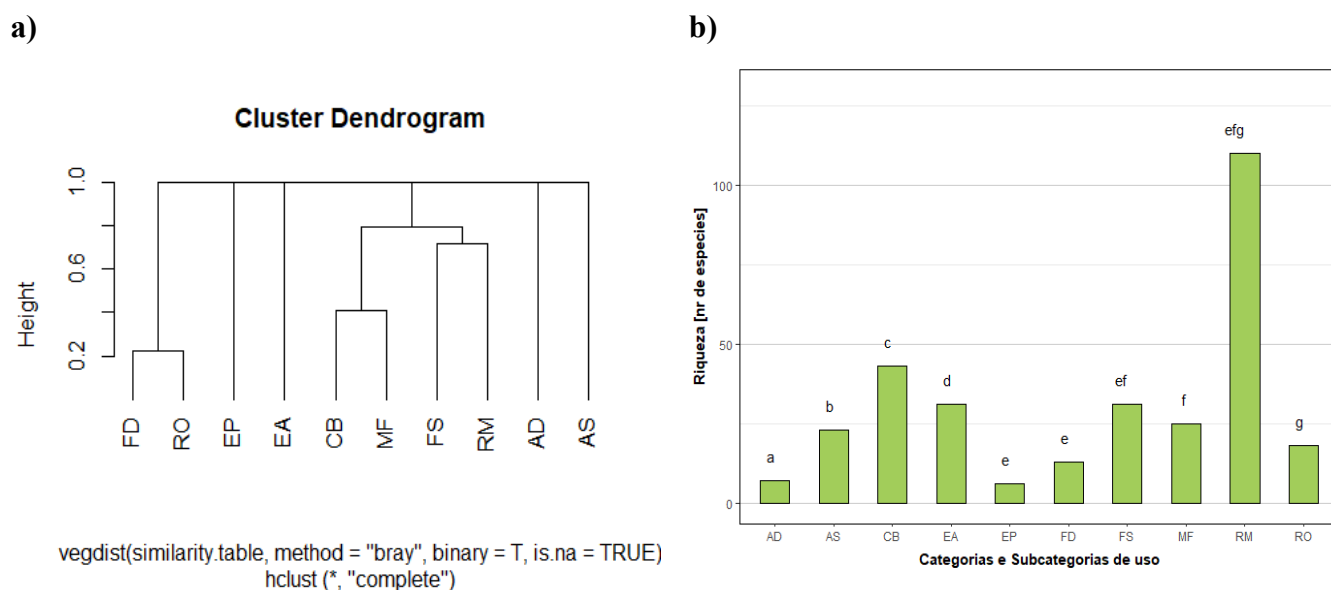 a)
Cluster Dendrogram
Height
1.0
0.6
0.2
FD RO EP EA CB MF FS RM AD AS
vegdist(similarity.table, method = "bray", binary = T, is.na = TRUE)
hclust (*, "complete")
b)
Riqueza [nr de especies]
100
50
0
a b c d e e ef f efg g
AD AS CB EA EP FD FS MF RM RO
Categorias e Subcategorias de uso